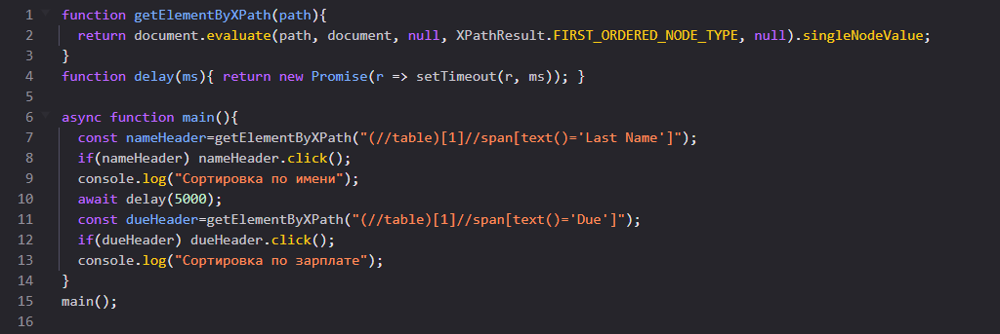 1 function getElementByXPath(path){
2   return document.evaluate(path, document, null, XPathResult.FIRST_ORDERED_NODE_TYPE, null).singleNodeValue;
3 }
4 function delay(ms){ return new Promise(r => setTimeout(r, ms)); }
5
6 async function main(){
7   const nameHeader=getElementByXPath("(//table)[1]//span[text()='Last Name']");
8   if(nameHeader) nameHeader.click();
9   console.log("Сортировка по имени");
10   await delay(5000);
11   const dueHeader=getElementByXPath("(//table)[1]//span[text()='Due']");
12   if(dueHeader) dueHeader.click();
13   console.log("Сортировка по зарплате");
14 }
15 main();
16